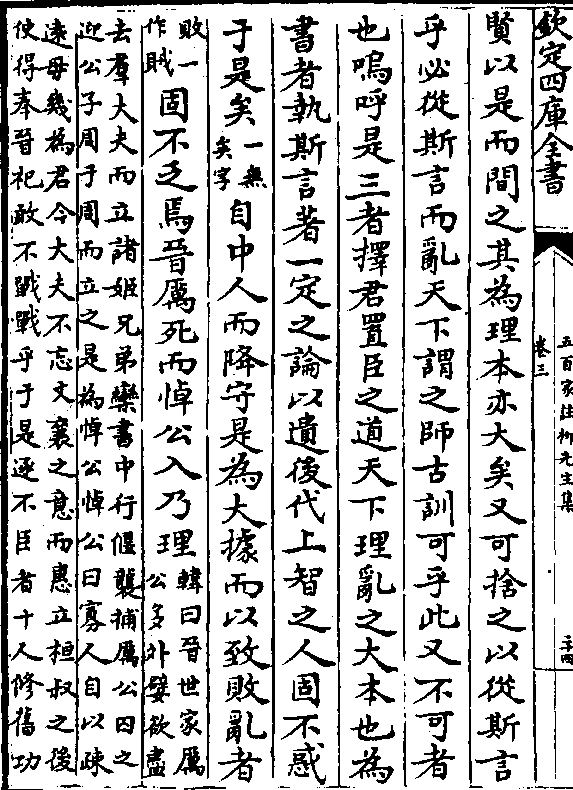 欽定四庫全書
五百家註柳先生集
卷三
二十四
賢以是而間之其為理本亦大矣又可捨之以從斯言
乎必從斯言而亂天下謂之師古訓可乎此又不可者
也嗚呼是三者擇君置臣之道天下理亂之大本也為
書者執斯言著一定之論以遺後代上智之人固不惑
于是矣一無矣字自中人而降守是為大據而以致敗亂者
敗一作賊固不乏焉晉厲死而悼公入乃理韓曰晉世家厲公多外嬖欲盡
去羣大夫而立諸姬兄弟欒書中行偃襲捕厲公囚之
迎公子周于周而立之是為悼公悼公曰寡人自以疎
遠毋幾為君今大夫不忘文襄之意而惠立桓叔之後
使得奉晉祀敢不戰戰乎于是逐不臣者十人修舊功